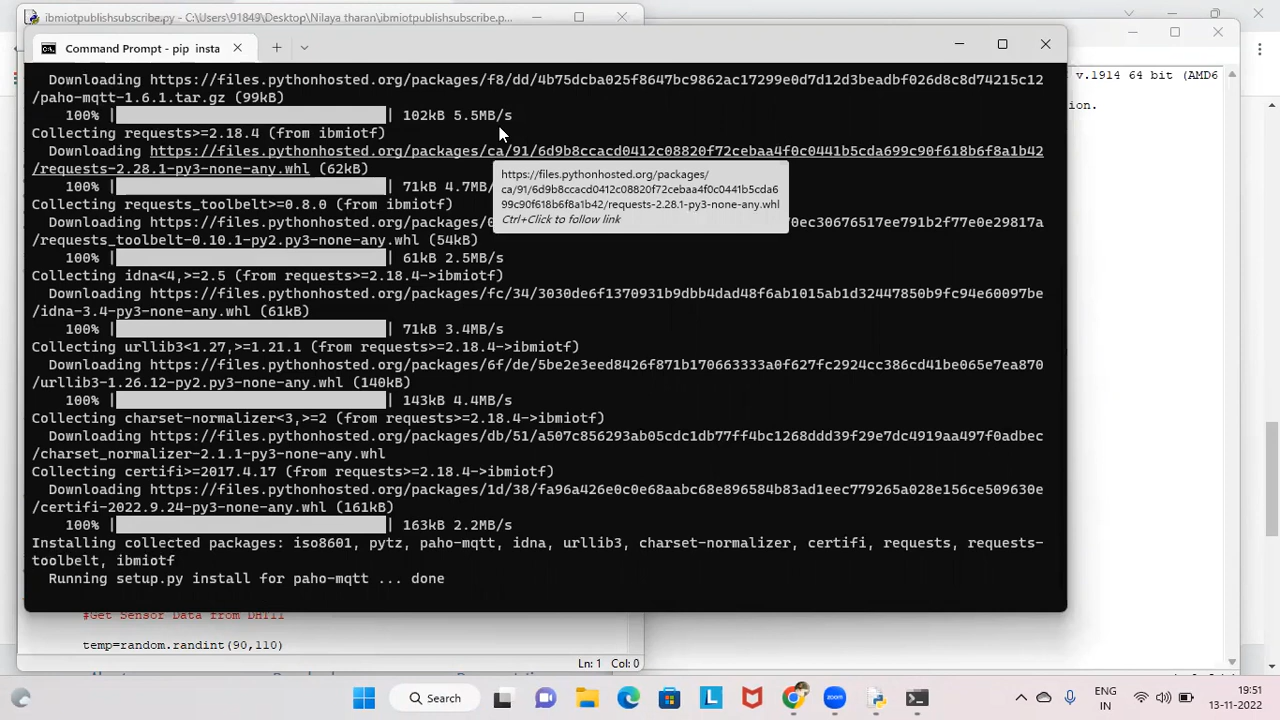 ibmiotpublishsubscribe.py - C:\Users\91849\Desktop\Nilaya tharan\ibmiotpublishsubscribe.p...
Command Prompt - pip insta
v.1914 64 bit (AMD6
ion.
Downloading https://files.pythonhosted.org/packages/f8/dd/4b75dcba025f8647bc9862ac17299e0d7d12d3beadbf026d8c8d74215c12
/paho-mqtt-1.6.1.tar.gz (99kB)
100% | | 102kB 5.5MB/s
Collecting requests>=2.18.4 (from ibmiotf)
Downloading https://files.pythonhosted.org/packages/ca/91/6d9b8ccacd0412c08820f72cebaa4f0c0441b5cda699c90f618b6f8a1b42
/requests-2.28.1-py3-none-any.whl (62kB)
100% | | 71kB 4.7MB/
https://files.pythonhosted.org/packages/
ca/91/6d9b8ccacd0412c08820f72cebaa4f0c0441b5cda6
99c90f618b6f8a1b42/requests-2.28.1-py3-none-any.whl
Ctrl+Click to follow link
Collecting requests_toolbelt>=0.8.0 (from ibmiotf)
Downloading https://files.pythonhosted.org/packages/ 0ec30676517ee791b2f77e0e29817a
/requests_toolbelt-0.10.1-py2.py3-none-any.whl (54kB)
100% | | 61kB 2.5MB/s
Collecting idna<4,>=2.5 (from requests>=2.18.4->ibmiotf)
Downloading https://files.pythonhosted.org/packages/fc/34/3030de6f1370931b9dbb4dad48f6ab1015ab1d32447850b9fc94e60097be
/idna-3.4-py3-none-any.whl (61kB)
100% | | 71kB 3.4MB/s
Collecting urllib3<1.27,>=1.21.1 (from requests>=2.18.4->ibmiotf)
Downloading https://files.pythonhosted.org/packages/6f/de/5be2e3eed8426f871b170663333a0f627fc2924cc386cd41be065e7ea870
/urllib3-1.26.12-py2.py3-none-any.whl (140kB)
100% | | 143kB 4.4MB/s
Collecting charset-normalizer<3,>=2 (from requests>=2.18.4->ibmiotf)
Downloading https://files.pythonhosted.org/packages/db/51/a507c856293ab05cdc1db77ff4bc1268ddd39f29e7dc4919aa497f0adbec
/charset_normalizer-2.1.1-py3-none-any.whl
Collecting certifi>=2017.4.17 (from requests>=2.18.4->ibmiotf)
Downloading https://files.pythonhosted.org/packages/1d/38/fa96a426e0c0e68aabc68e896584b83ad1eec779265a028e156ce509630e
/certifi-2022.9.24-py3-none-any.whl (161kB)
100% | | 163kB 2.2MB/s
Installing collected packages: iso8601, pytz, paho-mqtt, idna, urllib3, charset-normalizer, certifi, requests, requests-
toolbelt, ibmiotf
Running setup.py install for paho-mqtt ... done
#Get Sensor Data from DHT11
temp=random.randint(90,110)
Ln: 1 Col: 0
Search
ENG
IN
19:51
13-11-2022